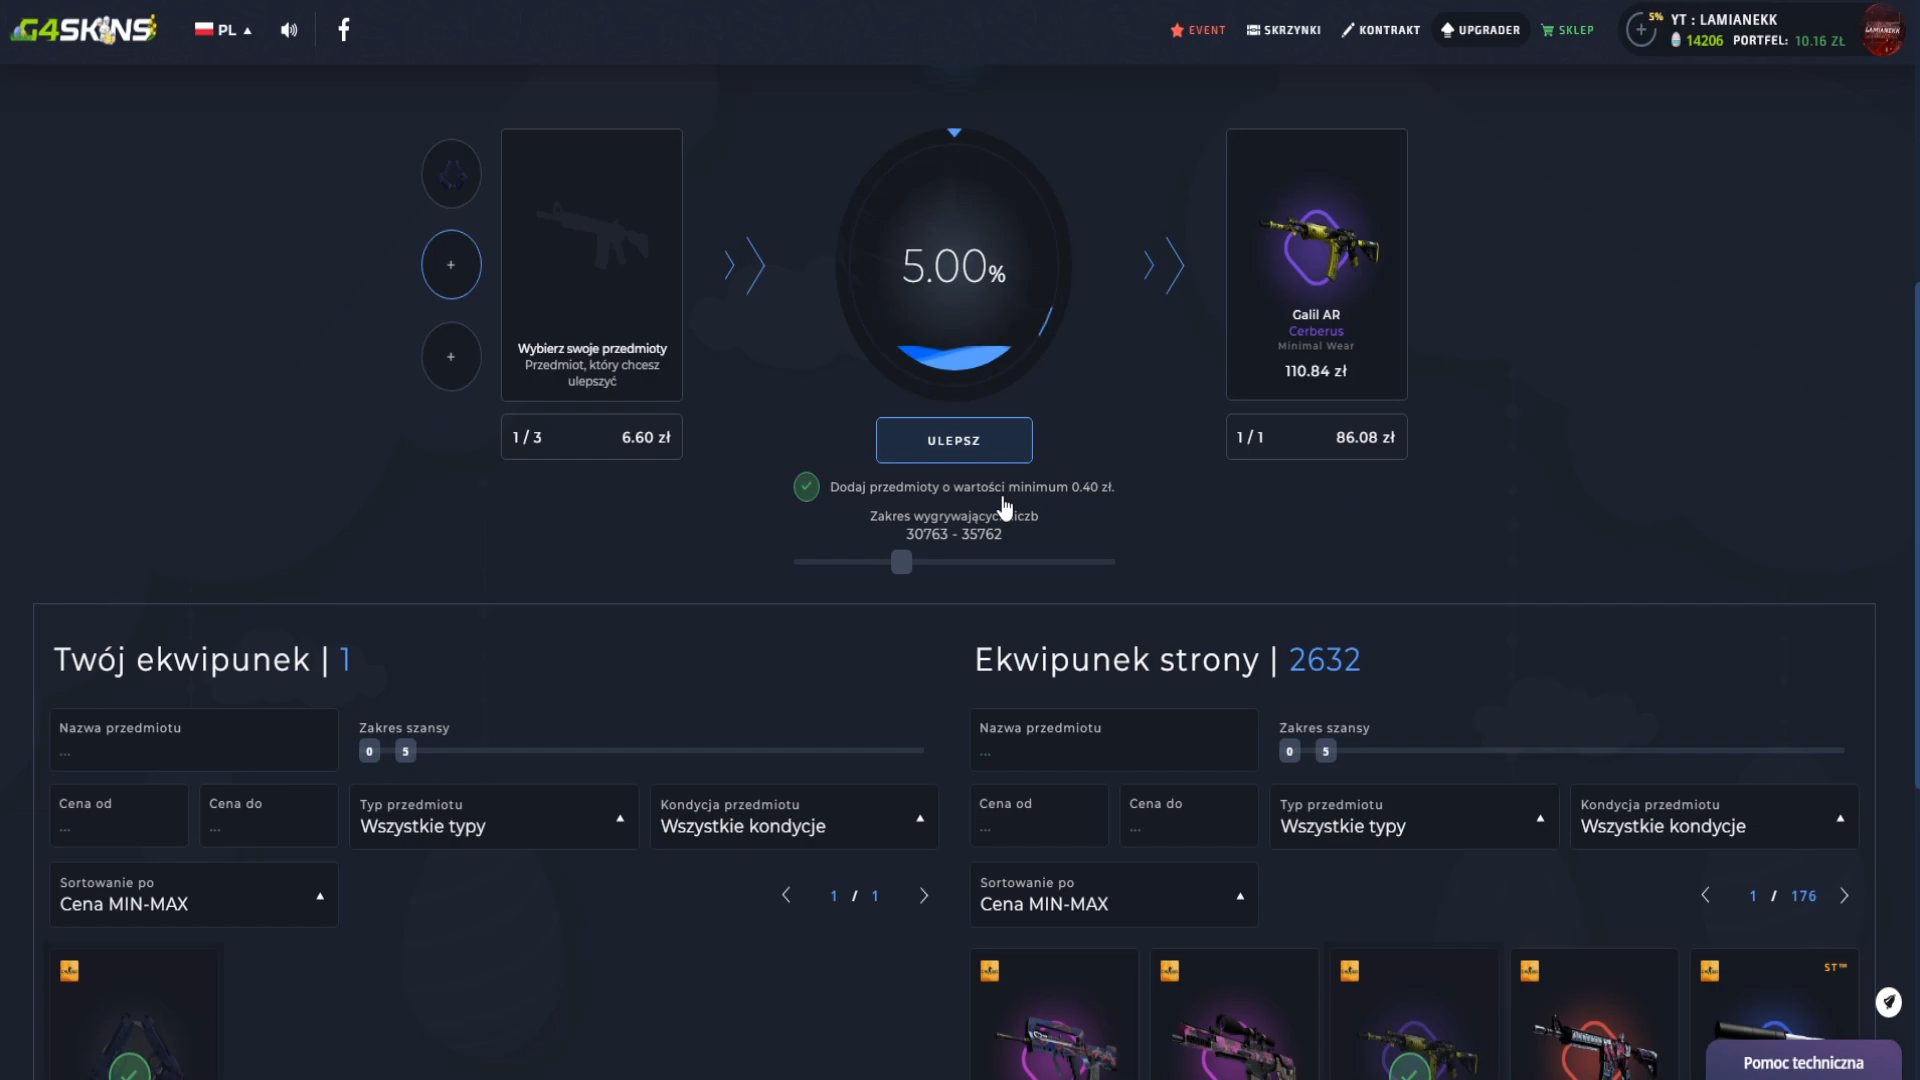 G4SKINS
PL
EVENT
SKRZYNKI
KONTRAKT
UPGRADER
SKLEP
5%
YT : LAMIANEKK
14206 PORTFEL: 10.16 ZŁ
LAMIANEKK
+
+
Wybierz swoje przedmioty
Przedmiot, który chcesz
ulepszyć
1 / 3 6.60 zł
5.00%
ULEPSZ
Dodaj przedmioty o wartości minimum 0.40 zł.
Zakres wygrywających liczb
30763 - 35762
Galil AR
Cerberus
Minimal Wear
110.84 zł
1 / 1 86.08 zł
Twój ekwipunek | 1
Nazwa przedmiotu
...
Zakres szansy
0 5
Cena od
...
Cena do
...
Typ przedmiotu
Wszystkie typy
Kondycja przedmiotu
Wszystkie kondycje
Sortowanie po
Cena MIN-MAX
1 / 1
Ekwipunek strony | 2632
Nazwa przedmiotu
...
Zakres szansy
0 5
Cena od
...
Cena do
...
Typ przedmiotu
Wszystkie typy
Kondycja przedmiotu
Wszystkie kondycje
Sortowanie po
Cena MIN-MAX
1 / 176
ST™
Pomoc techniczna